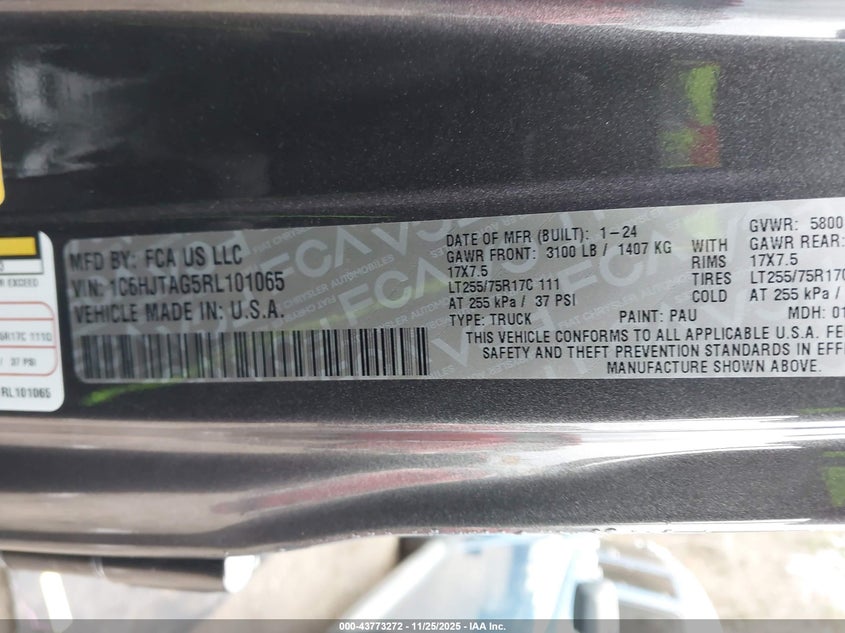 EXCEED
5R17C 111D
/ 37 PSI
RL101065
MFD BY: FCA US LLC
VIN: 1C6HJTAG5RL101065
VEHICLE MADE IN: U.S.A.
DATE OF MFR (BUILT): 1-24 GVWR: 5800
GAWR FRONT: 3100 LB / 1407 KG WITH GAWR REAR:
17X7.5 RIMS 17X7.5
LT255/75R17C 111 TIRES LT255/75R17C
AT 255 kPa / 37 PSI COLD AT 255 kPa /
TYPE: TRUCK PAINT: PAU MDH: 01
THIS VEHICLE CONFORMS TO ALL APPLICABLE U.S.A. FE
SAFETY AND THEFT PREVENTION STANDARDS IN EFF
MANUFACTURE SHOWN ABOVE.
000-43773272 | 11/25/2025 - IAA Inc.